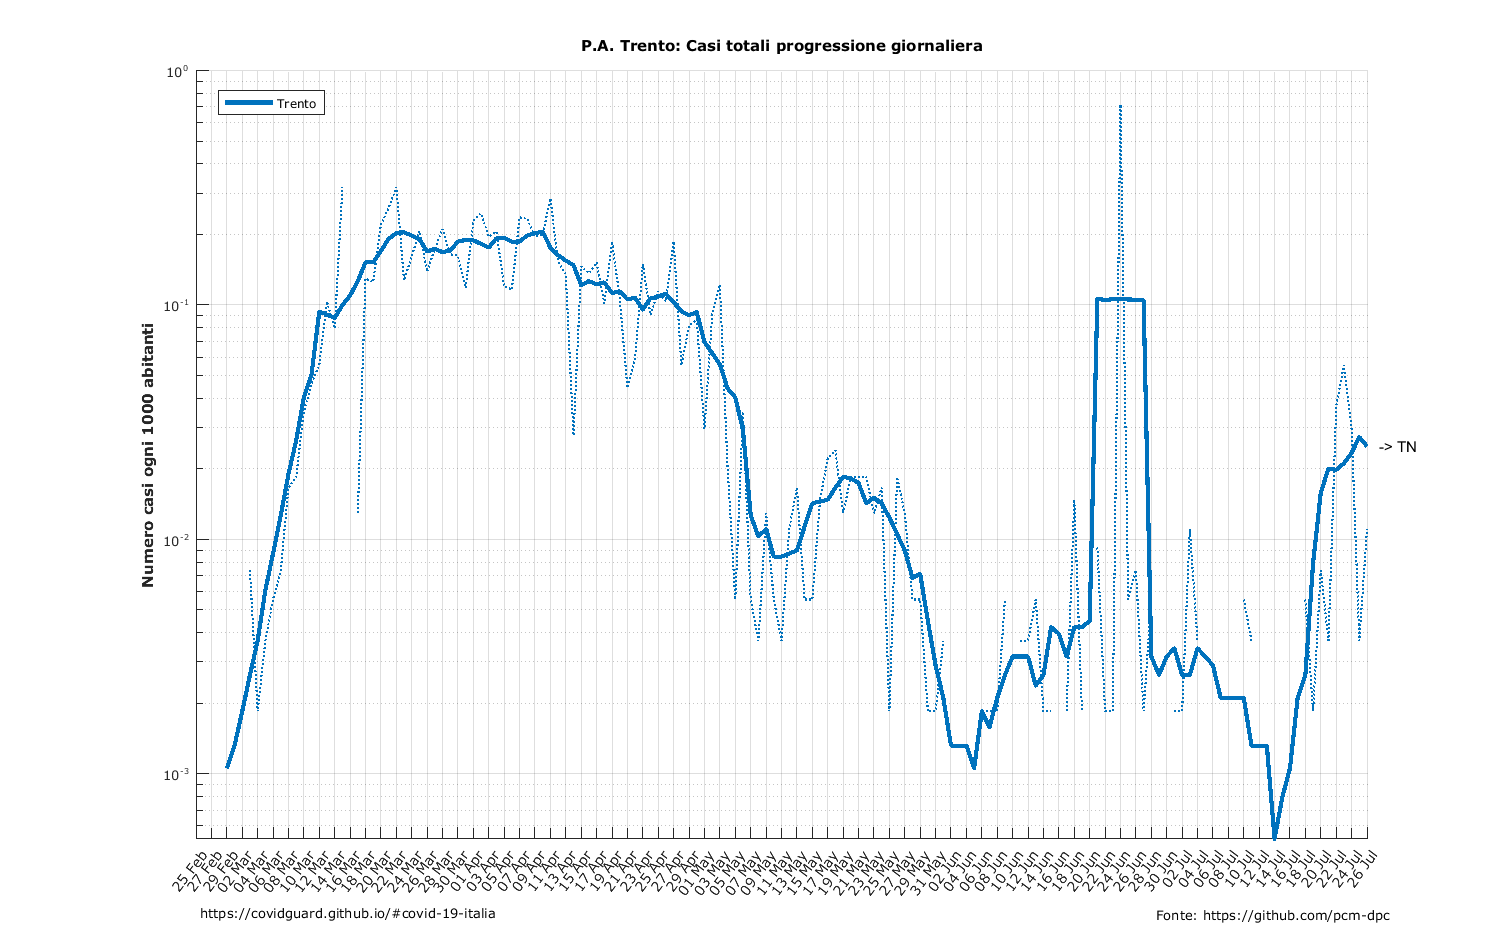 P.A. Trento: Casi totali progressione giornaliera
10⁰
Trento
10⁻¹
Numero casi ogni 1000 abitanti
-> TN
10⁻²
10⁻³
25 Feb
27 Feb
29 Feb
02 Mar
04 Mar
06 Mar
08 Mar
10 Mar
12 Mar
14 Mar
16 Mar
18 Mar
20 Mar
22 Mar
24 Mar
26 Mar
28 Mar
30 Mar
01 Apr
03 Apr
05 Apr
07 Apr
09 Apr
11 Apr
13 Apr
15 Apr
17 Apr
19 Apr
21 Apr
23 Apr
25 Apr
27 Apr
29 Apr
01 May
03 May
05 May
07 May
09 May
11 May
13 May
15 May
17 May
19 May
21 May
23 May
25 May
27 May
29 May
31 May
02 Jun
04 Jun
06 Jun
08 Jun
10 Jun
12 Jun
14 Jun
16 Jun
18 Jun
20 Jun
22 Jun
24 Jun
26 Jun
28 Jun
30 Jun
02 Jul
04 Jul
06 Jul
08 Jul
10 Jul
12 Jul
14 Jul
16 Jul
18 Jul
20 Jul
22 Jul
24 Jul
26 Jul
https://covidguard.github.io/#covid-19-italia
Fonte: https://github.com/pcm-dpc